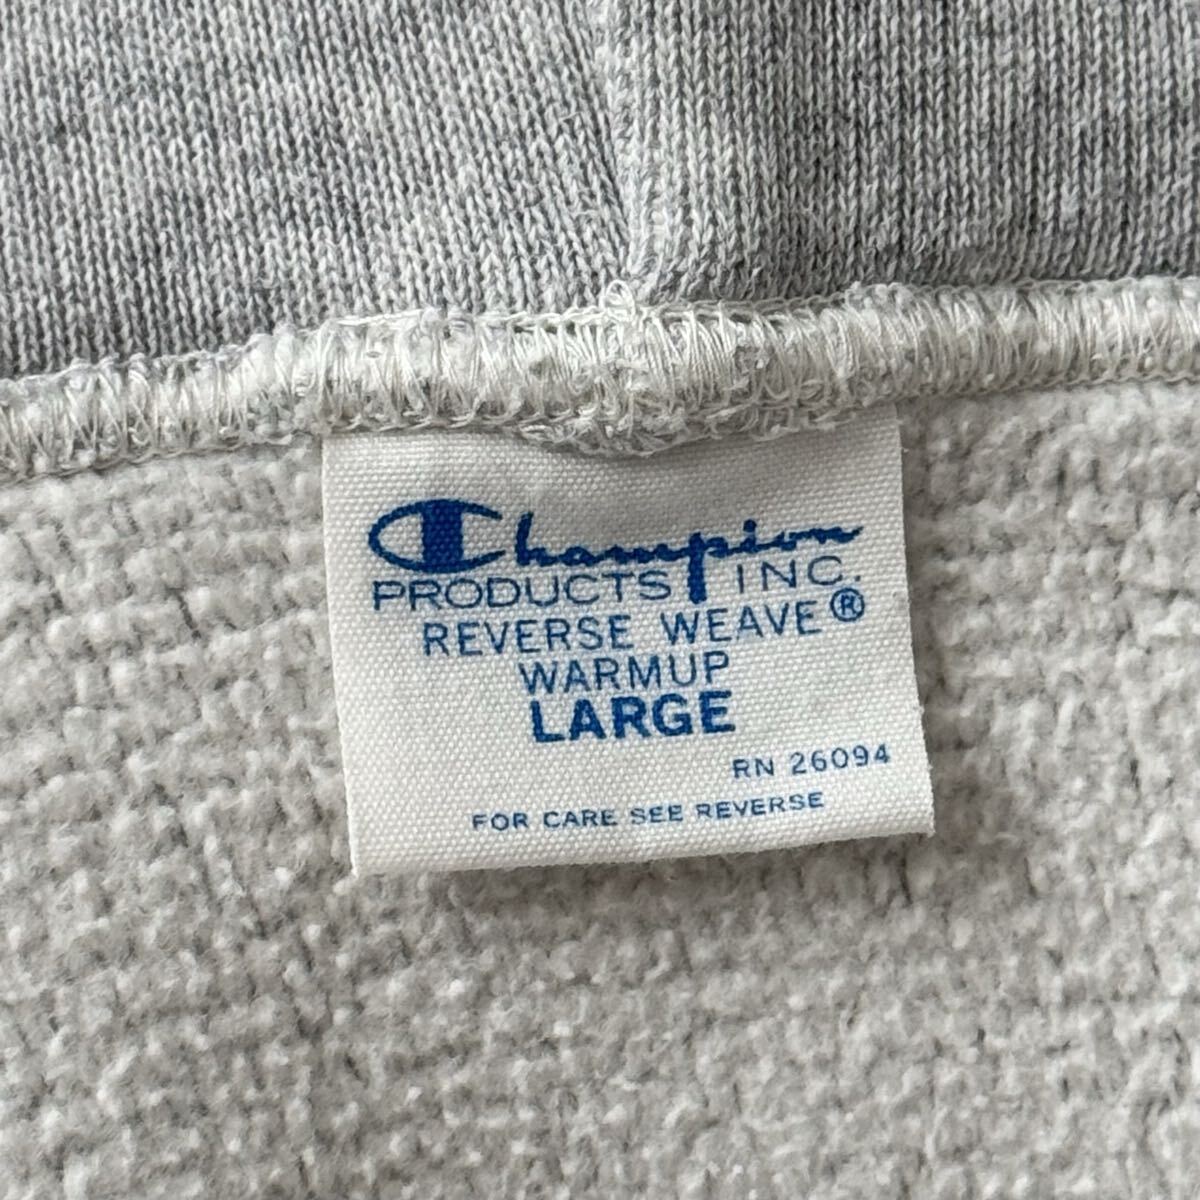 Champion
PRODUCTS INC.
REVERSE WEAVE®
WARMUP
LARGE
RN 26094
FOR CARE SEE REVERSE